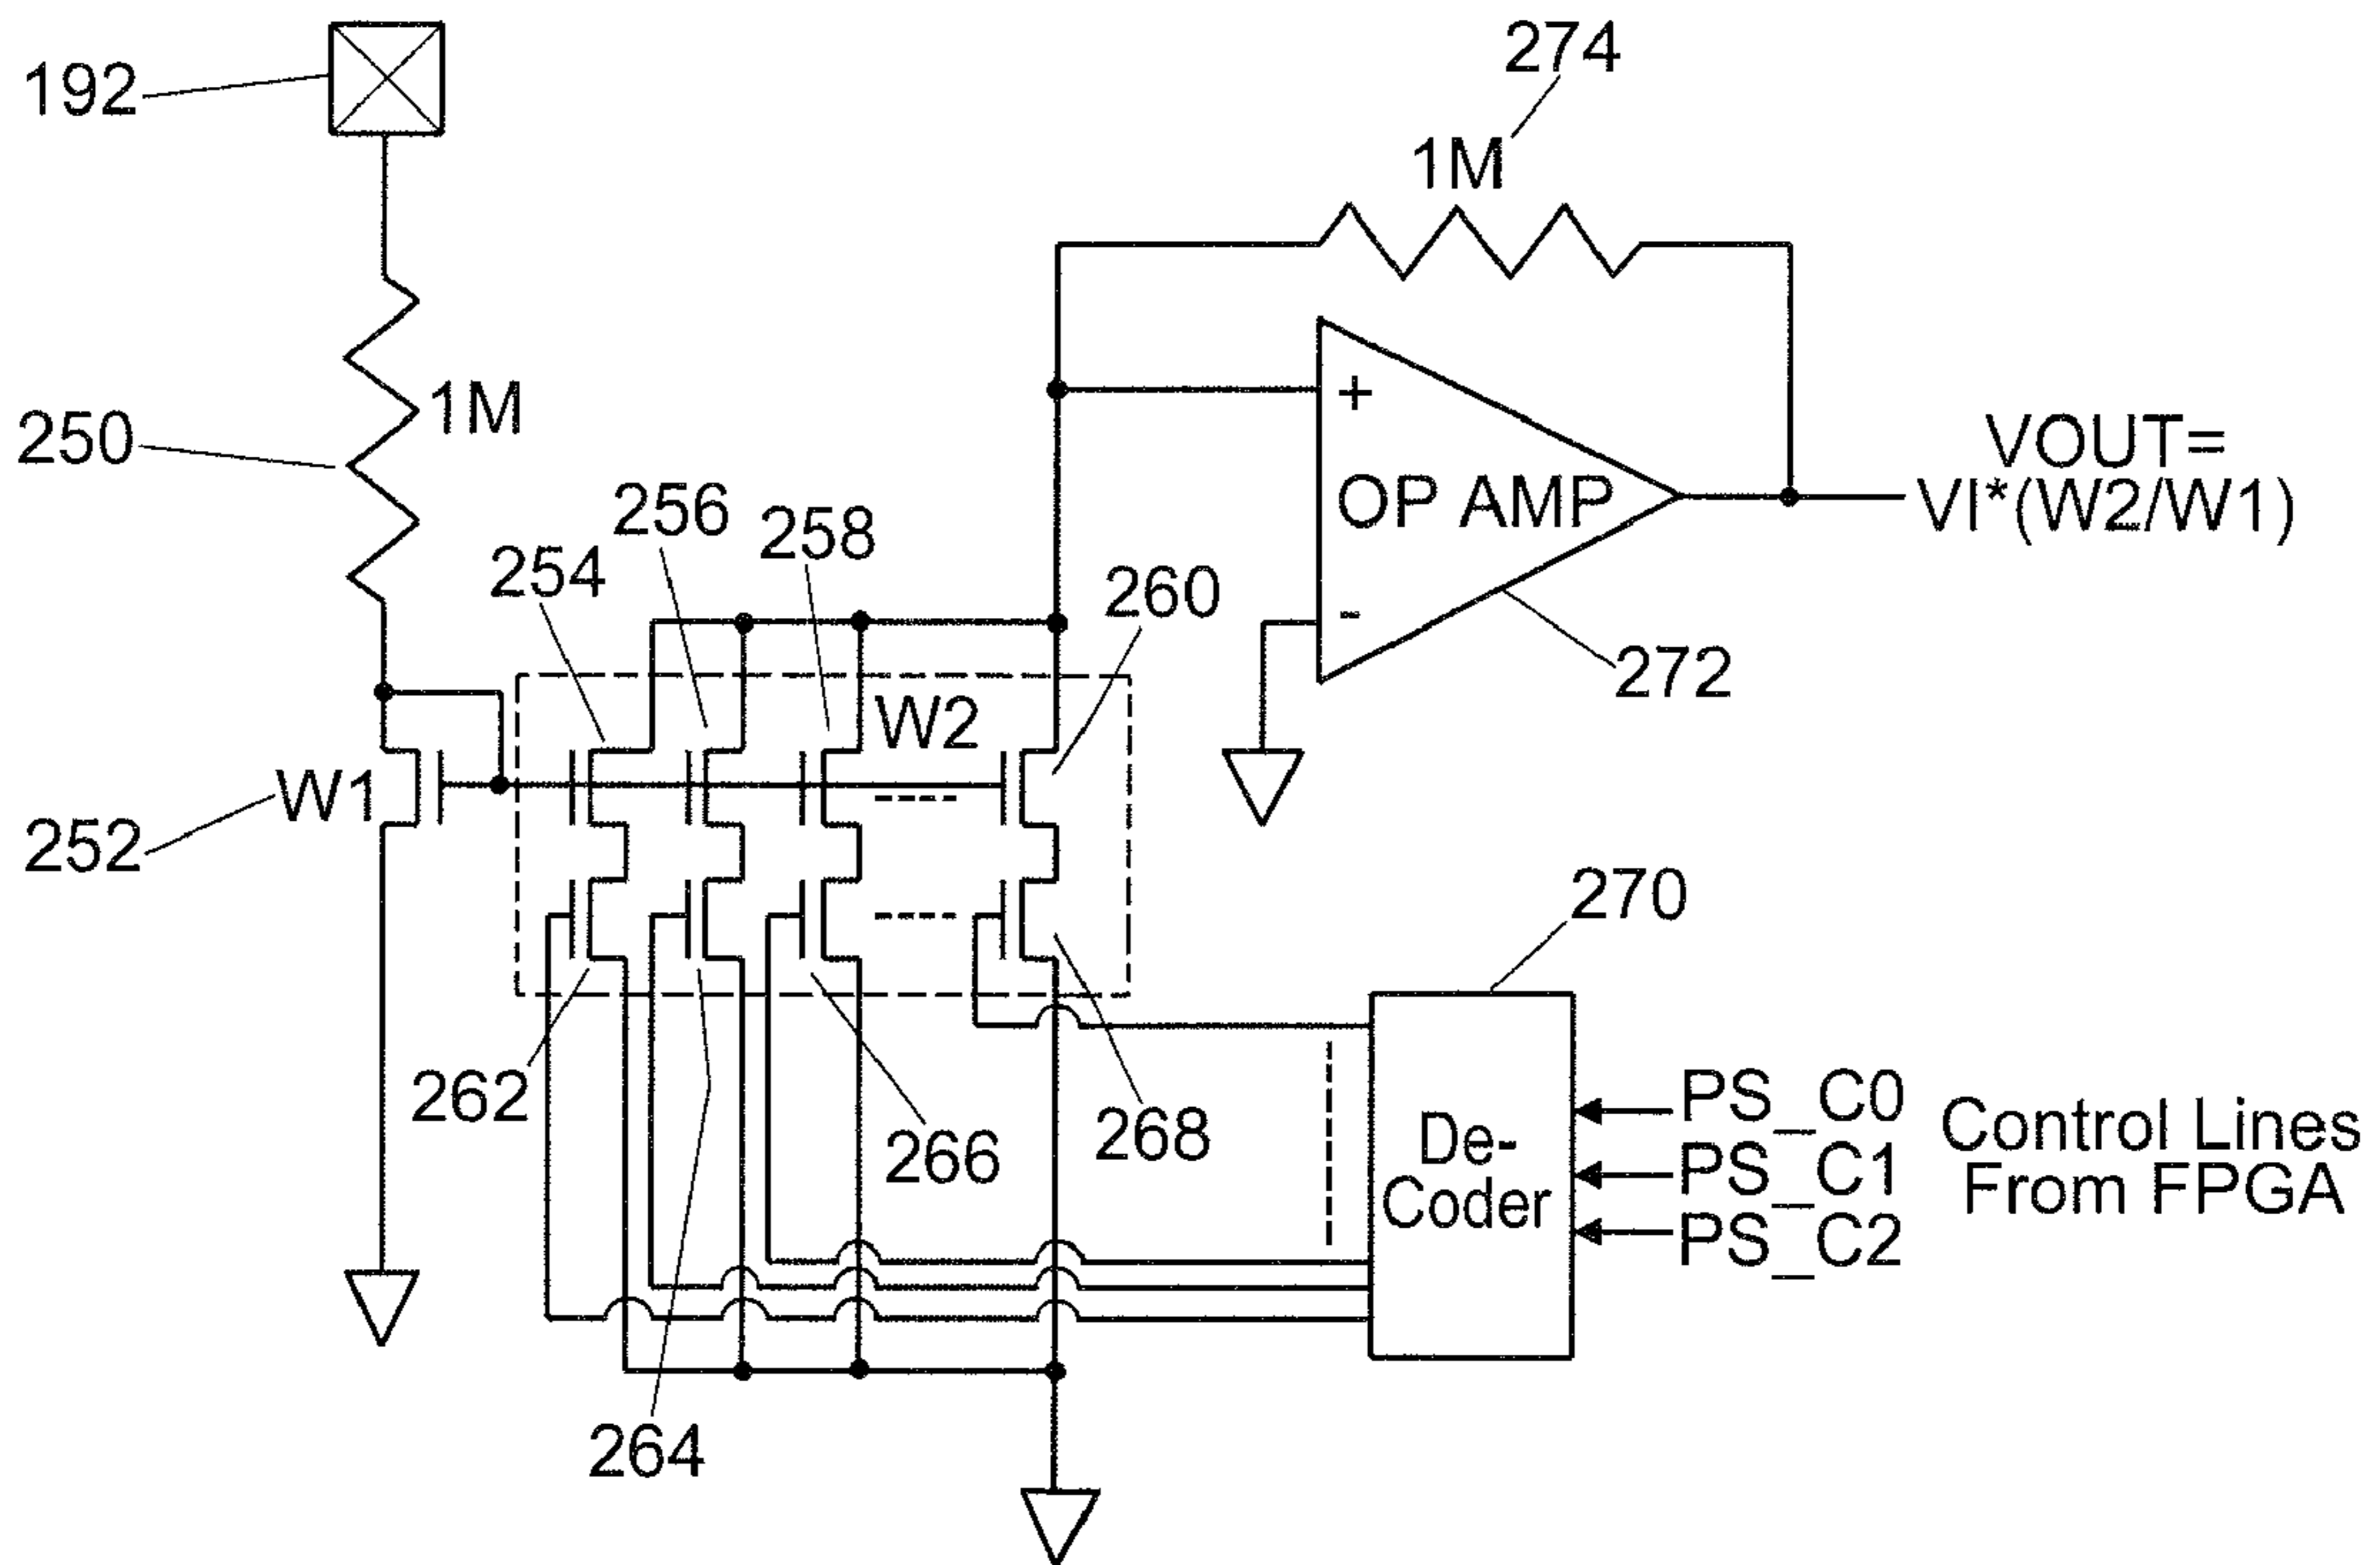 192
274
1M
250
1M
256
258
254
260
+
OP AMP
-
272
VOUT=
VI*(W2/W1)
W2
W1
252
270
262
266
268
264
De-
Coder
PS_C0
PS_C1
PS_C2
Control Lines
From FPGA